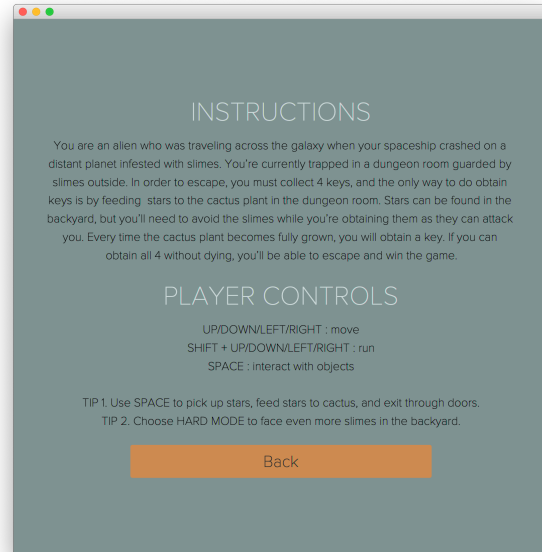 INSTRUCTIONS
You are an alien who was traveling across the galaxy when your spaceship crashed on a
distant planet infested with slimes. You're currently trapped in a dungeon room guarded by
slimes outside. In order to escape, you must collect 4 keys, and the only way to do obtain
keys is by feeding  stars to the cactus plant in the dungeon room. Stars can be found in the
backyard, but you'll need to avoid the slimes while you're obtaining them as they can attack
you. Every time the cactus plant becomes fully grown, you will obtain a key. If you can
obtain all 4 without dying, you'll be able to escape and win the game.
PLAYER CONTROLS
UP/DOWN/LEFT/RIGHT : move
SHIFT + UP/DOWN/LEFT/RIGHT : run
SPACE : interact with objects
TIP 1. Use SPACE to pick up stars, feed stars to cactus, and exit through doors.
TIP 2. Choose HARD MODE to face even more slimes in the backyard.
Back